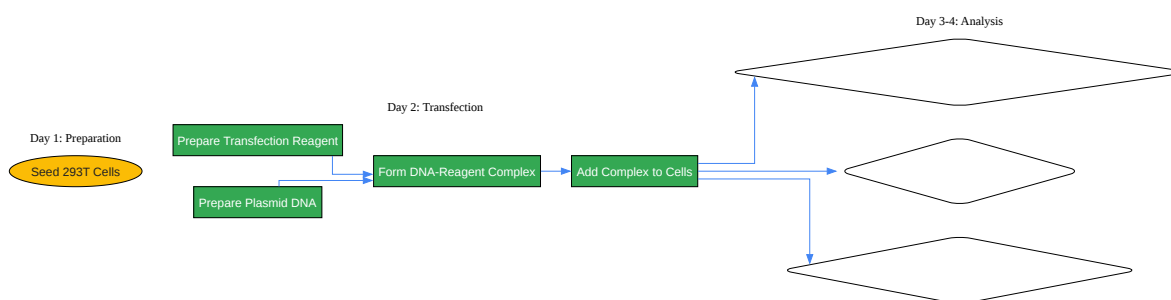 Day 1: Preparation
Seed 293T Cells
Day 2: Transfection
Prepare Transfection Reagent
Prepare Plasmid DNA
Form DNA-Reagent Complex
Add Complex to Cells
Day 3-4: Analysis